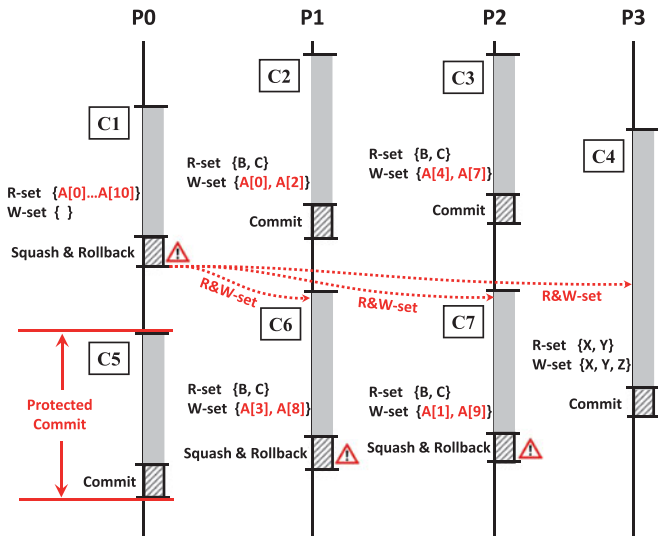 P0 P1 P2 P3
C2
C3
C1
C4
R-set {B, C}
W-set {A[0], A[2]}
R-set {B, C}
W-set {A[4], A[7]}
R-set {A[0]...A[10]}
W-set { }
Commit
Commit
Squash & Rollback
R&W-set
R&W-set
R&W-set
C6
C7
C5
R-set {X, Y}
W-set {X, Y, Z}
R-set {B, C}
W-set {A[3], A[8]}
R-set {B, C}
W-set {A[1], A[9]}
Protected
Commit
Commit
Squash & Rollback
Squash & Rollback
Commit